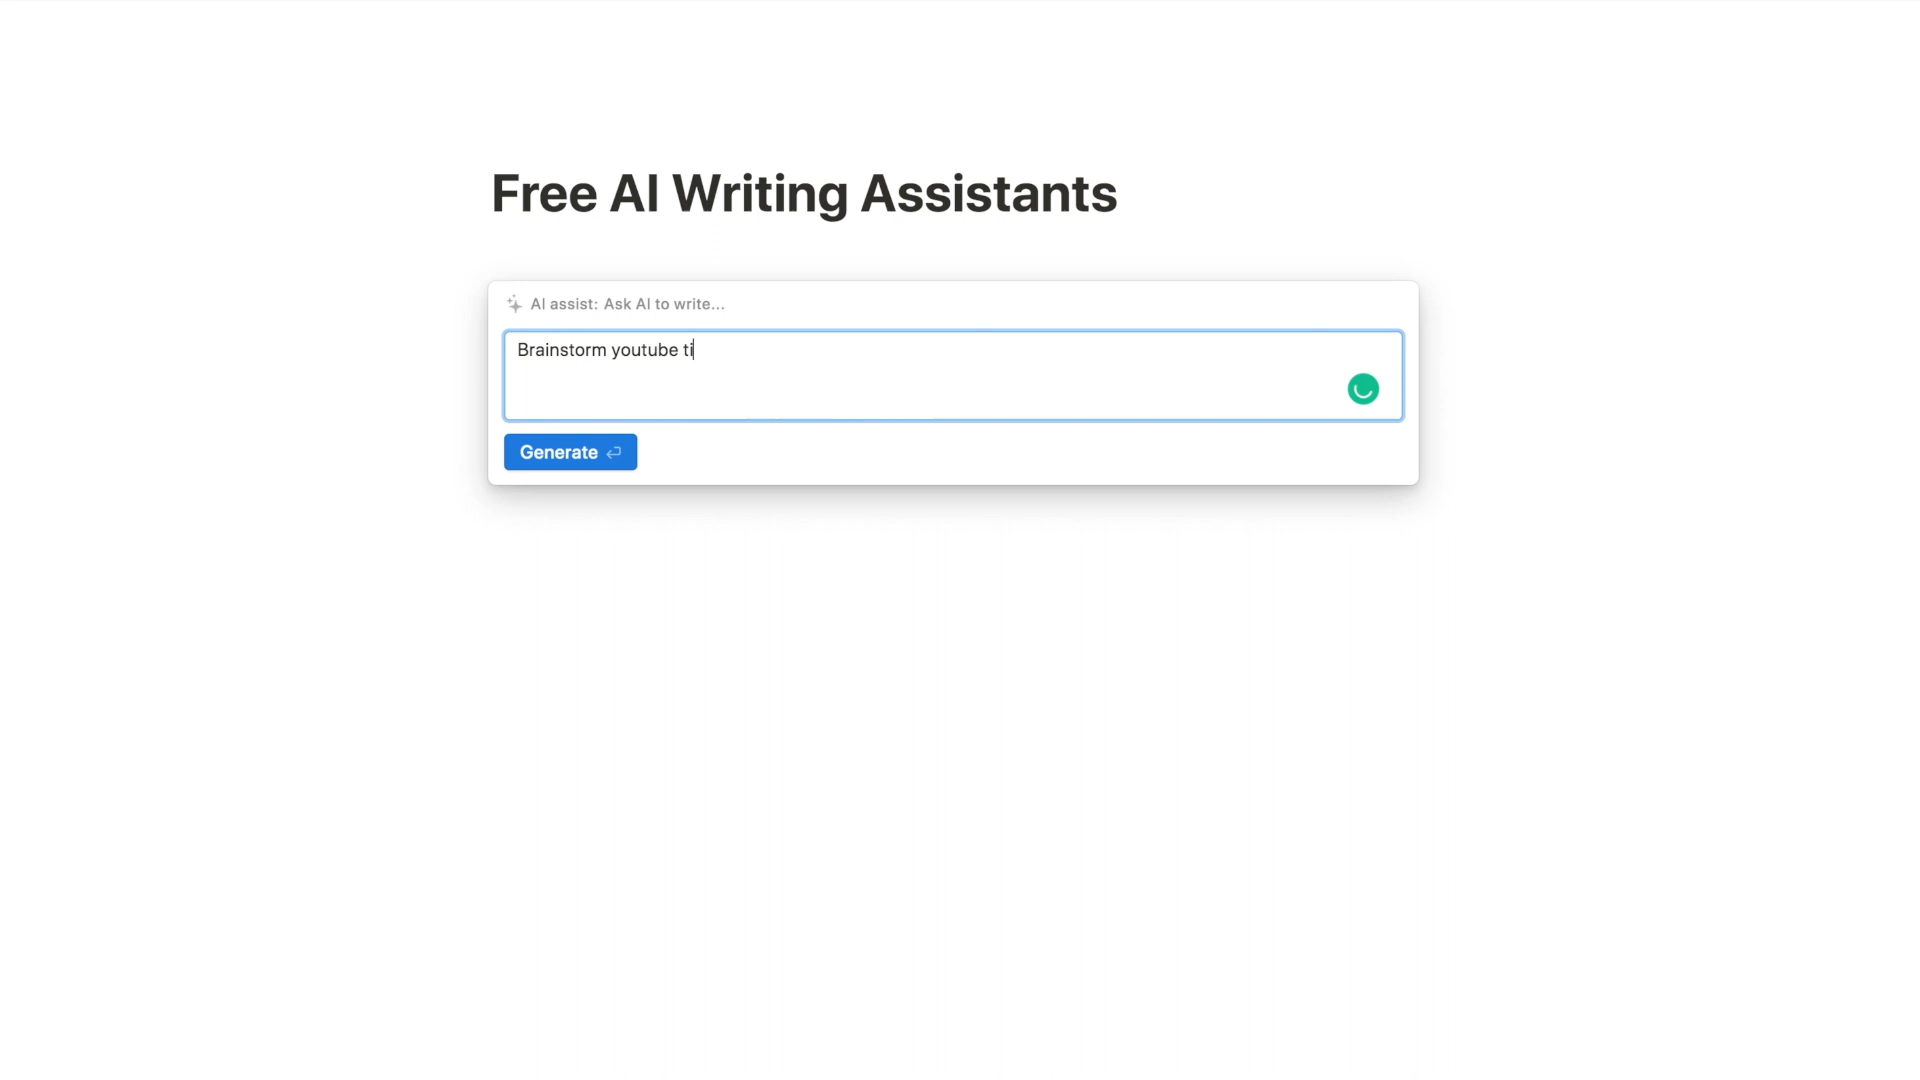 Free AI Writing Assistants
AI assist: Ask AI to write...
Brainstorm youtube ti
Generate